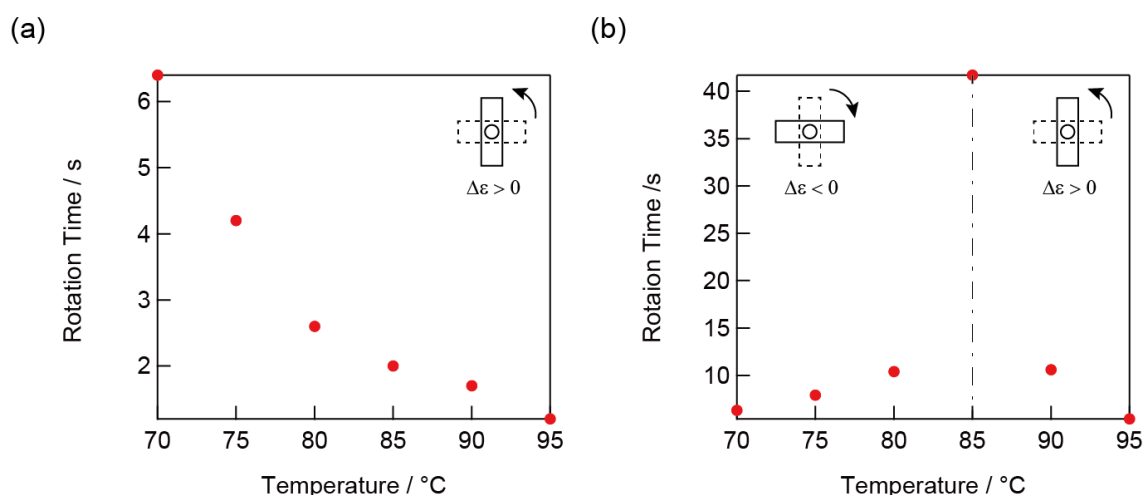 (a)
6
5
4
3
2
70 75 80 85 90 95
Rotation Time / s
Temperature / °C
Δε > 0
(b)
40
35
30
25
20
15
10
70 75 80 85 90 95
Rotaion Time /s
Temperature / °C
Δε < 0
Δε > 0